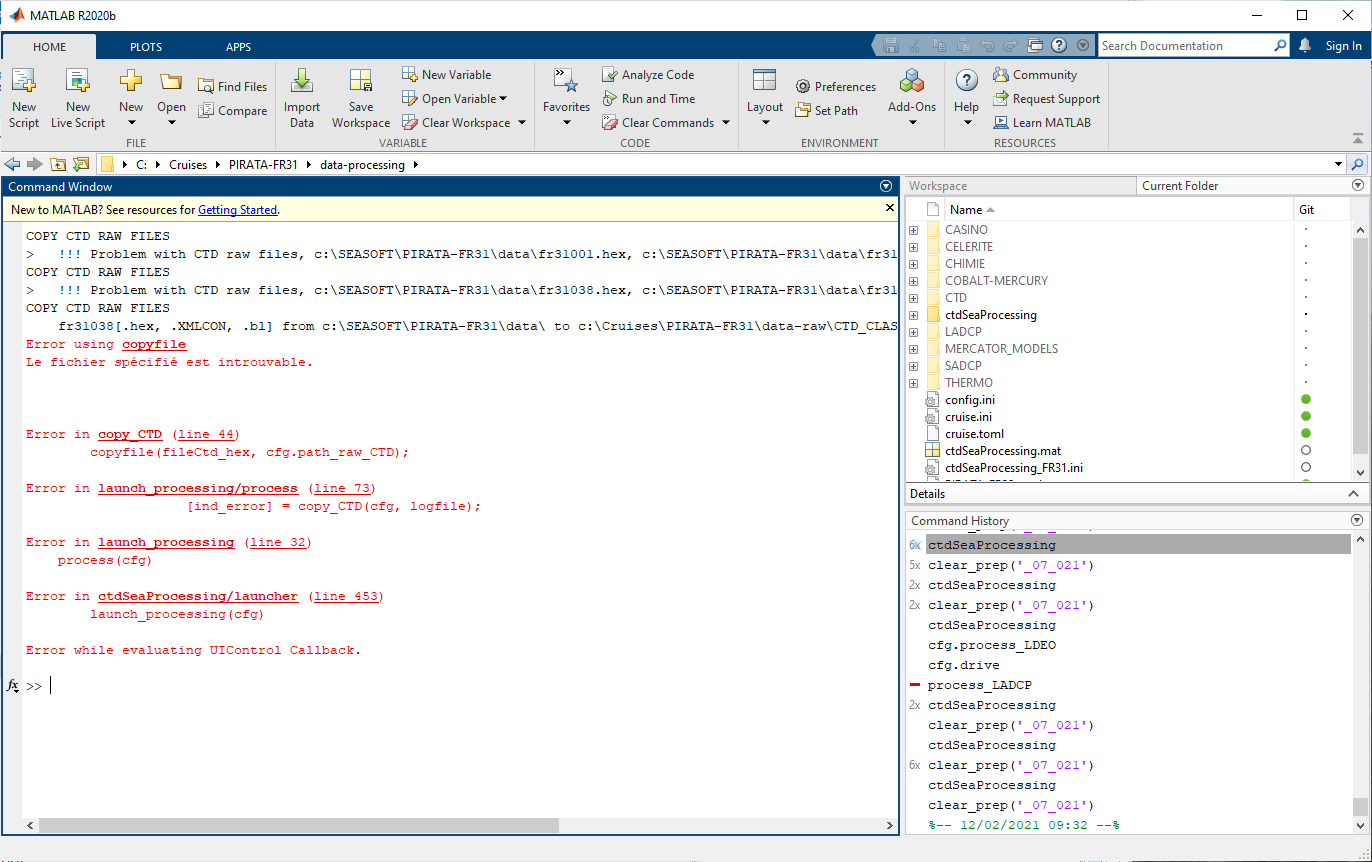 MATLAB R2020b
HOME PLOTS APPS
Search Documentation Sign In
New Script
New Live Script
New
Open
Find Files
Compare
FILE
Import Data
Save Workspace
New Variable
Open Variable
Clear Workspace
VARIABLE
Favorites
Analyze Code
Run and Time
Clear Commands
CODE
Layout
Preferences
Set Path
Add-Ons
ENVIRONMENT
Help
Community
Request Support
Learn MATLAB
RESOURCES
C: Cruises PIRATA-FR31 data-processing
Command Window
New to MATLAB? See resources for Getting Started.
COPY CTD RAW FILES
>   !!! Problem with CTD raw files, c:\SEASOFT\PIRATA-FR31\data\fr31001.hex, c:\SEASOFT\PIRATA-FR31\data\fr31
COPY CTD RAW FILES
>   !!! Problem with CTD raw files, c:\SEASOFT\PIRATA-FR31\data\fr31038.hex, c:\SEASOFT\PIRATA-FR31\data\fr31
COPY CTD RAW FILES
fr31038[.hex, .XMLCON, .bl] from c:\SEASOFT\PIRATA-FR31\data\ to c:\Cruises\PIRATA-FR31\data-raw\CTD_CLAS
Error using copyfile
Le fichier spécifié est introuvable.
Error in copy_CTD (line 44)
copyfile(fileCtd_hex, cfg.path_raw_CTD);
Error in launch_processing/process (line 73)
[ind_error] = copy_CTD(cfg, logfile);
Error in launch_processing (line 32)
process(cfg)
Error in ctdSeaProcessing/launcher (line 453)
launch_processing(cfg)
Error while evaluating UIControl Callback.
fx >>
Workspace Current Folder
Name Git
CASINO
CELERITE
CHIMIE
COBALT-MERCURY
CTD
ctdSeaProcessing
LADCP
MERCATOR_MODELS
SADCP
THERMO
config.ini
cruise.ini
cruise.toml
ctdSeaProcessing.mat
ctdSeaProcessing_FR31.ini
Details
Command History
6x ctdSeaProcessing
5x clear_prep('_07_021')
2x ctdSeaProcessing
2x clear_prep('_07_021')
ctdSeaProcessing
cfg.process_LDEO
cfg.drive
process_LADCP
2x ctdSeaProcessing
clear_prep('_07_021')
ctdSeaProcessing
6x clear_prep('_07_021')
ctdSeaProcessing
clear_prep('_07_021')
%-- 12/02/2021 09:32 --%